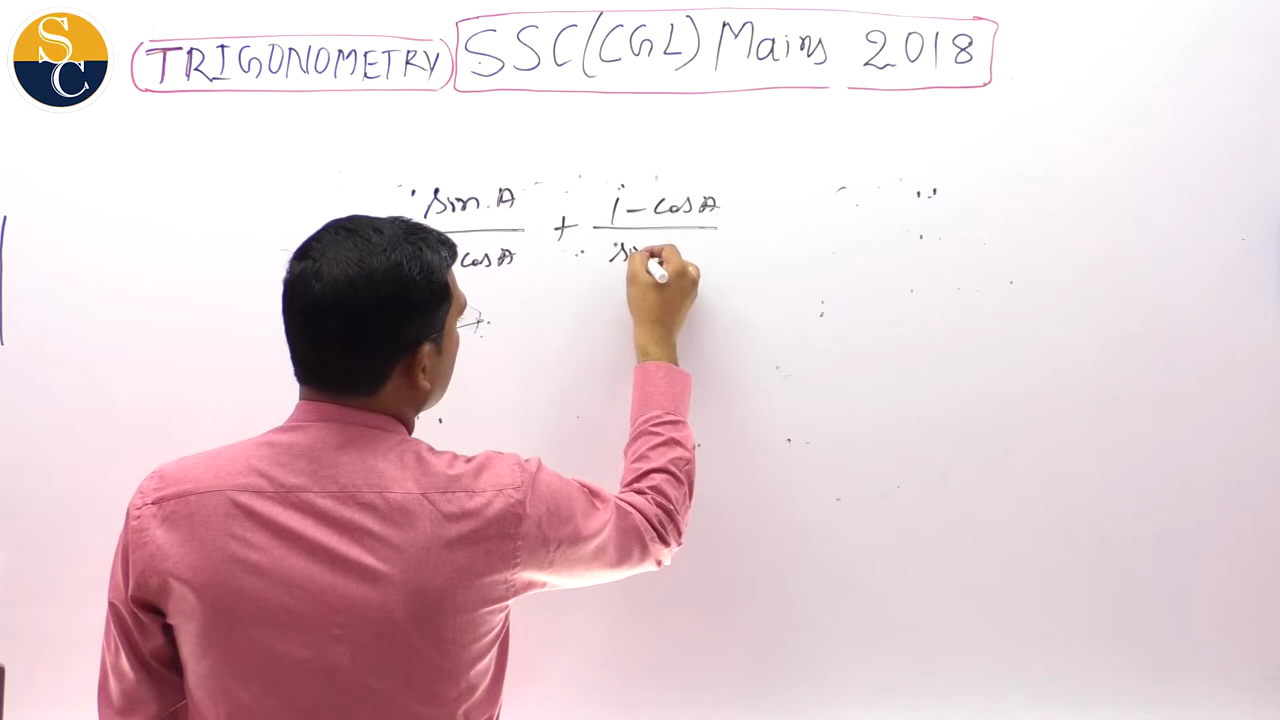 SC
(TRIGONOMETRY) SSC(CGL) Mains 2018
sin.A + 1-cosA
cosA